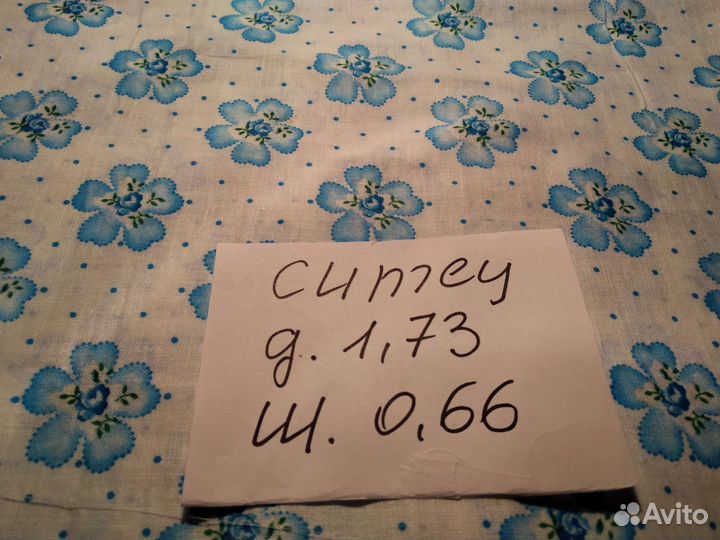 ситец
д. 1,73
ш. 0,66
Avito